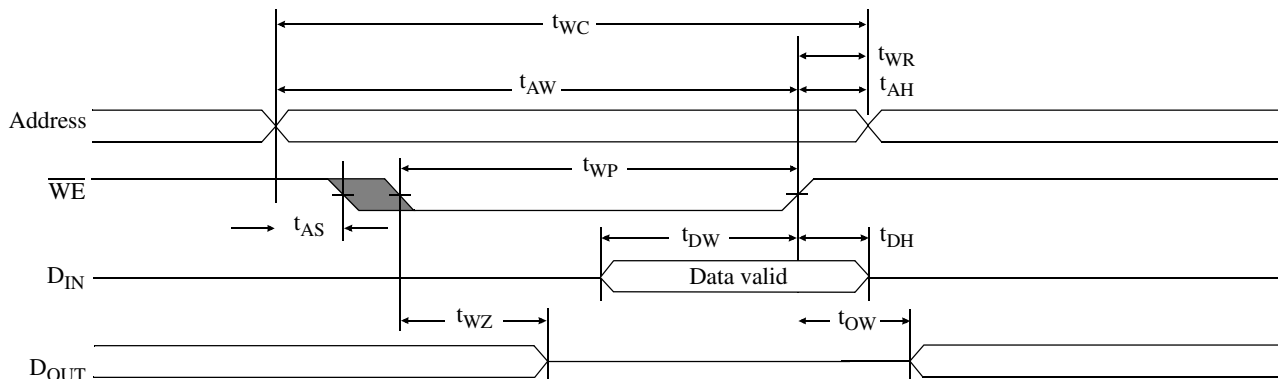 tWC
tWR
tAW
tAH
Address
tWP
WE
tAS
tDW
tDH
DIN
Data valid
tWZ
tOW
DOUT